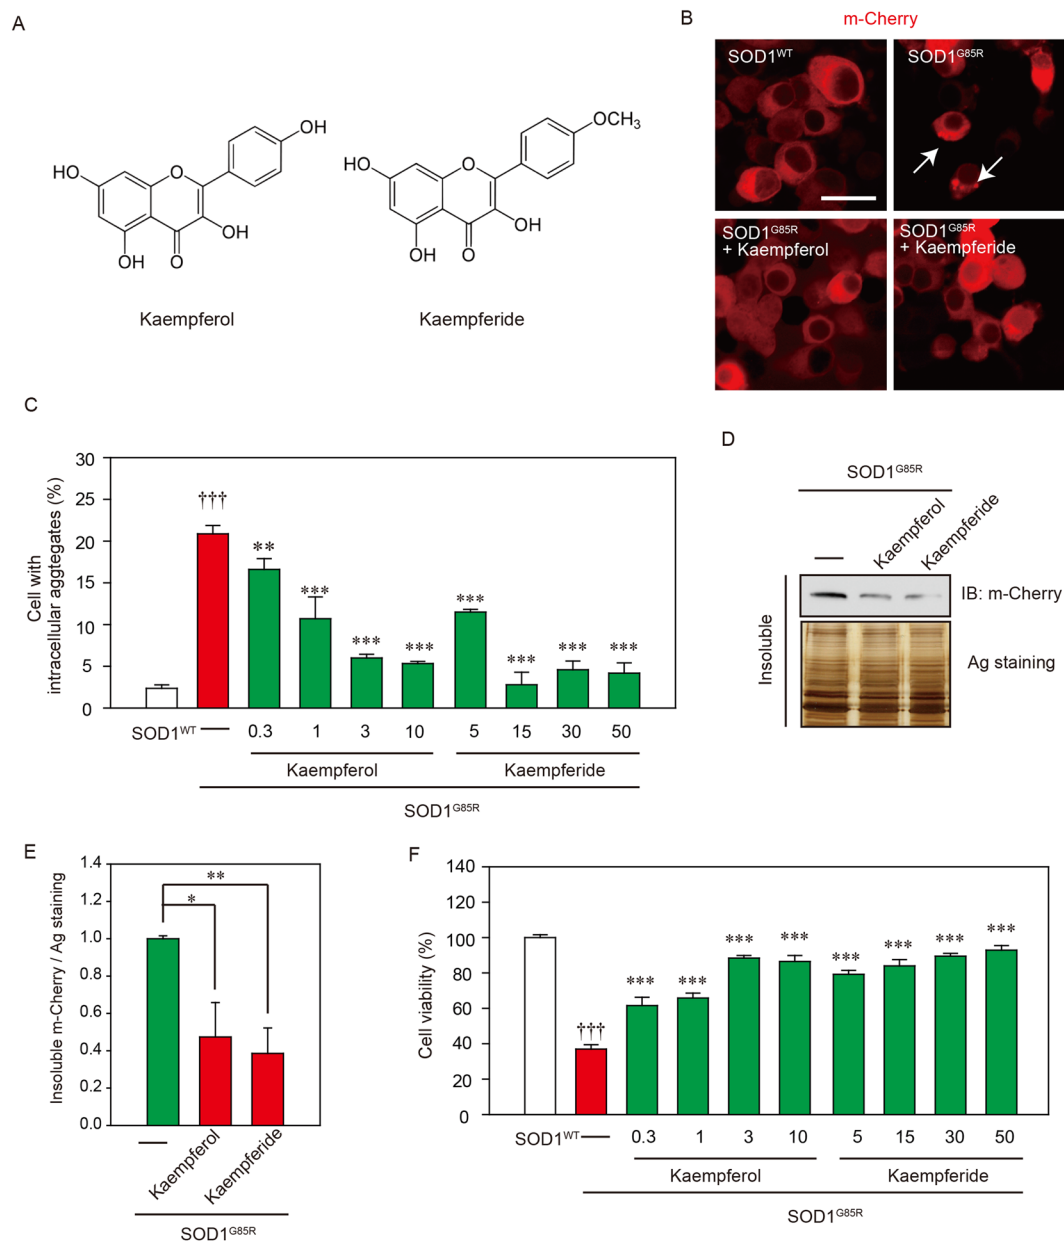 A
OH
OCH₃
HO
O
HO
O
OH
OH
OH
O
OH
O
Kaempferol
Kaempferide
B
m-Cherry
SOD1ᵂᵀ
SOD1ᴳ⁸⁵ᴿ
SOD1ᴳ⁸⁵ᴿ
+ Kaempferol
SOD1ᴳ⁸⁵ᴿ
+ Kaempferide
C
Cell with
intracellular aggtegates (%)
30
25
20
15
10
5
0
†††
**
***
***
***
***
***
***
***
SOD1ᵂᵀ — 0.3 1 3 10 5 15 30 50
Kaempferol
Kaempferide
SOD1ᴳ⁸⁵ᴿ
D
SOD1ᴳ⁸⁵ᴿ
—
Kaempferol
Kaempferide
Insoluble
IB: m-Cherry
Ag staining
E
Insoluble m-Cherry / Ag staining
1.4
1.2
1.0
0.8
0.6
0.4
0.2
0.0
**
*
—
Kaempferol
Kaempferide
SOD1ᴳ⁸⁵ᴿ
F
Cell viability (%)
140
120
100
80
60
40
20
0
†††
***
***
***
***
***
***
***
***
SOD1ᵂᵀ — 0.3 1 3 10 5 15 30 50
Kaempferol
Kaempferide
SOD1ᴳ⁸⁵ᴿ